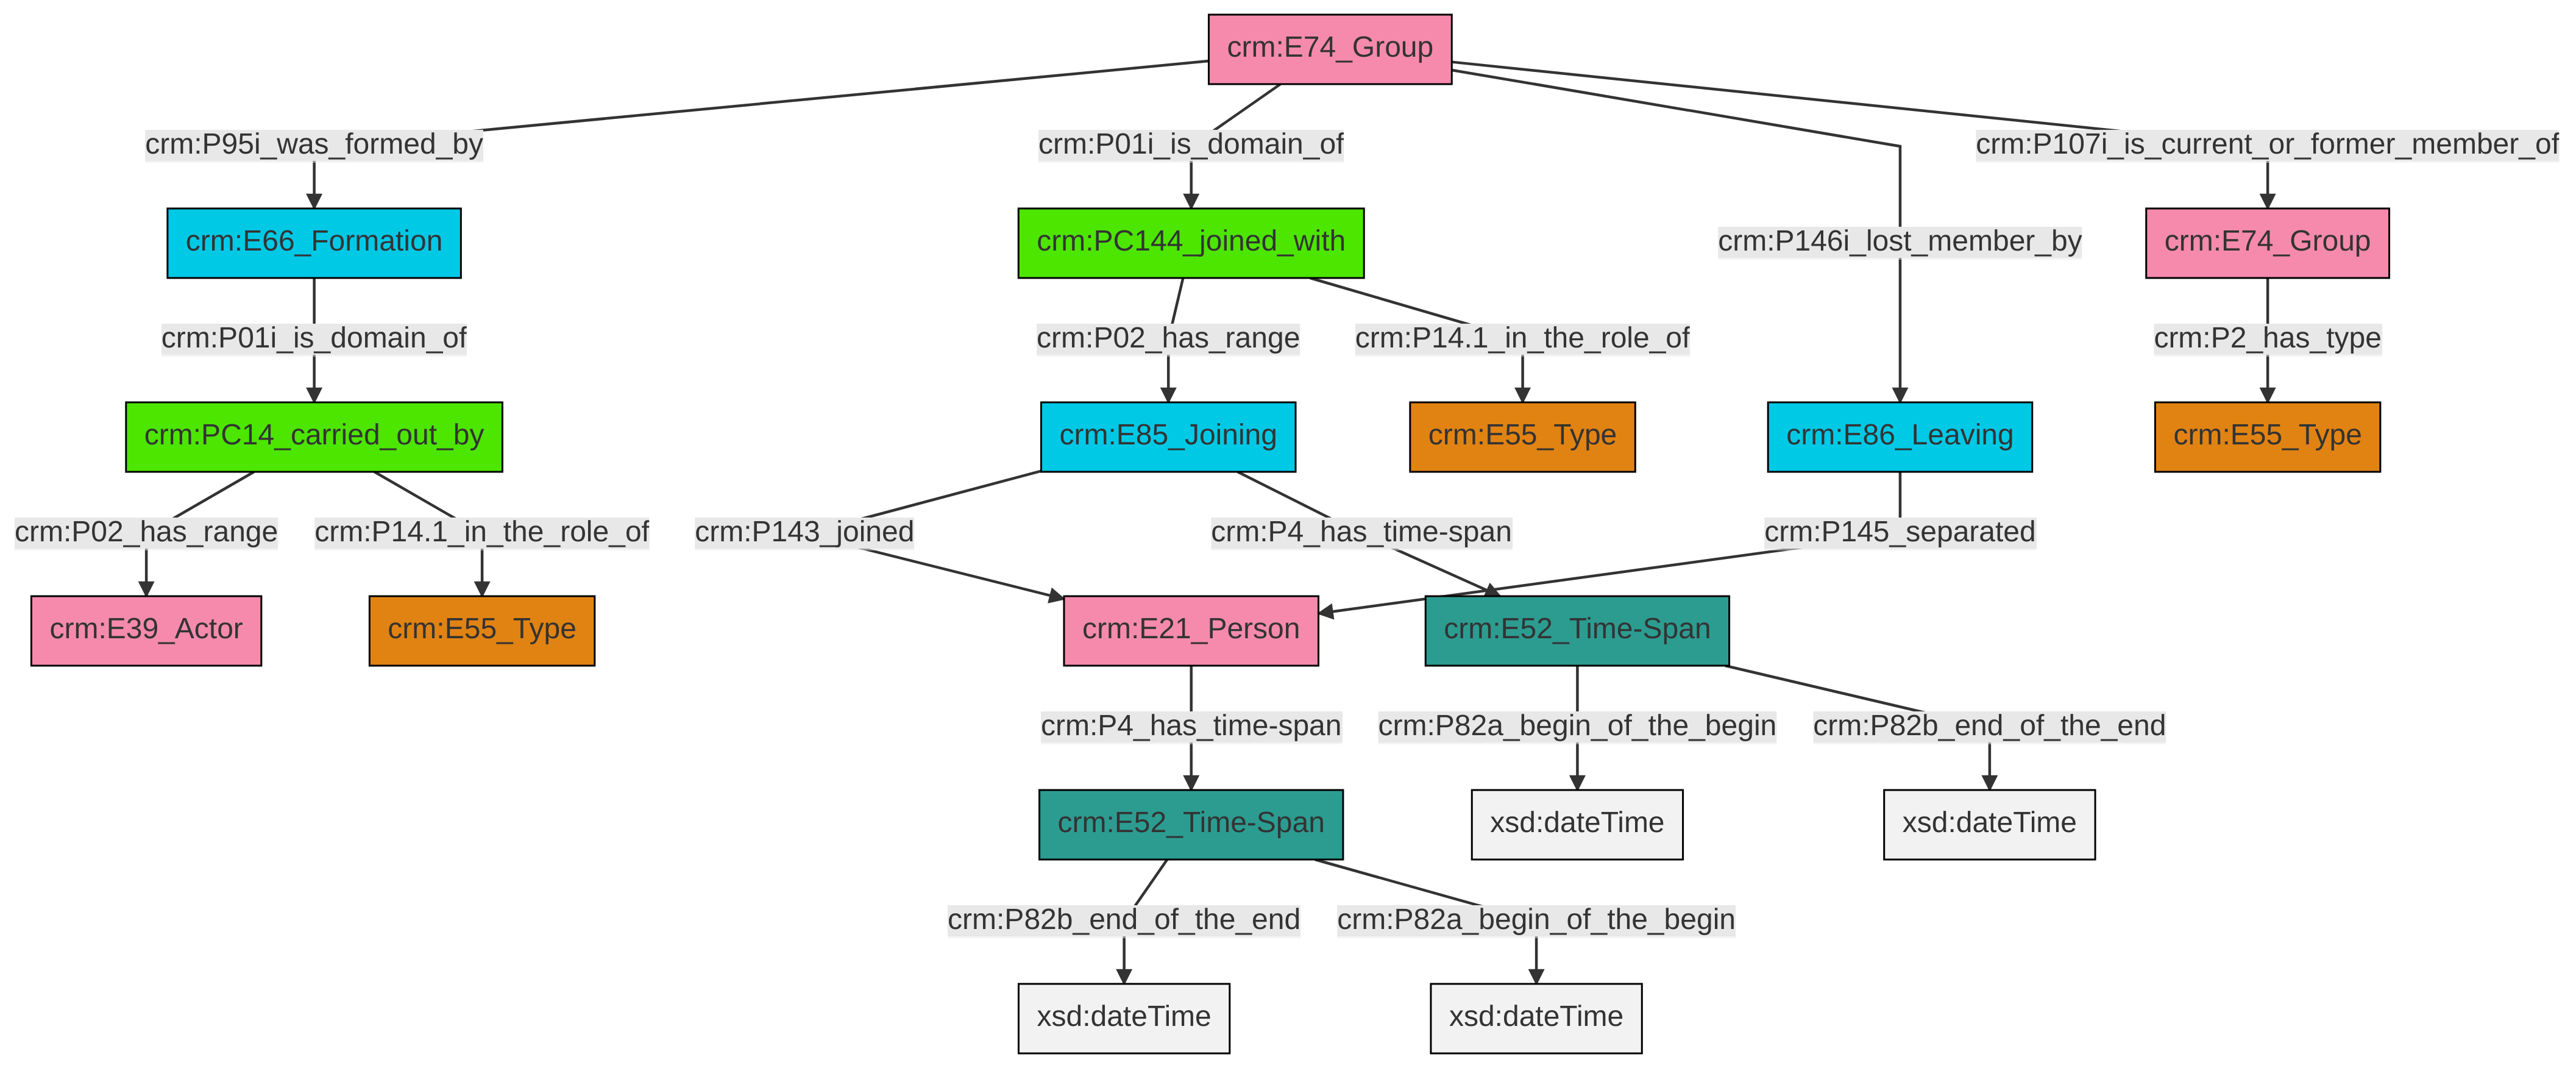 crm:E74_Group
crm:P95i_was_formed_by
crm:P01i_is_domain_of
crm:P107i_is_current_or_former_member_of
crm:E66_Formation
crm:PC144_joined_with
crm:P146i_lost_member_by
crm:E74_Group
crm:P01i_is_domain_of
crm:P02_has_range
crm:P14.1_in_the_role_of
crm:P2_has_type
crm:PC14_carried_out_by
crm:E85_Joining
crm:E55_Type
crm:E86_Leaving
crm:E55_Type
crm:P02_has_range
crm:P14.1_in_the_role_of
crm:P143_joined
crm:P4_has_time-span
crm:P145_separated
crm:E39_Actor
crm:E55_Type
crm:E21_Person
crm:E52_Time-Span
crm:P4_has_time-span
crm:P82a_begin_of_the_begin
crm:P82b_end_of_the_end
crm:E52_Time-Span
xsd:dateTime
xsd:dateTime
crm:P82b_end_of_the_end
crm:P82a_begin_of_the_begin
xsd:dateTime
xsd:dateTime